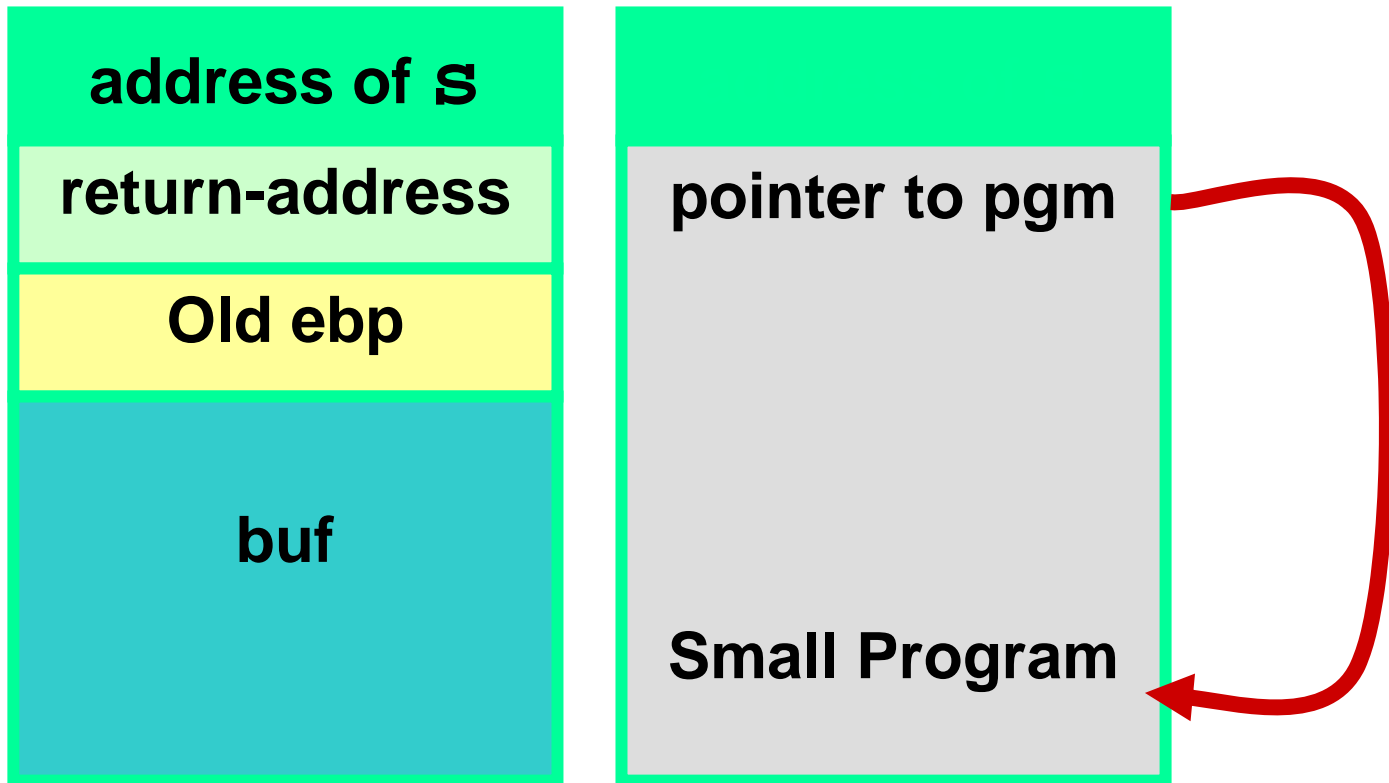 address of s
return-address
Old ebp
buf
pointer to pgm
Small Program